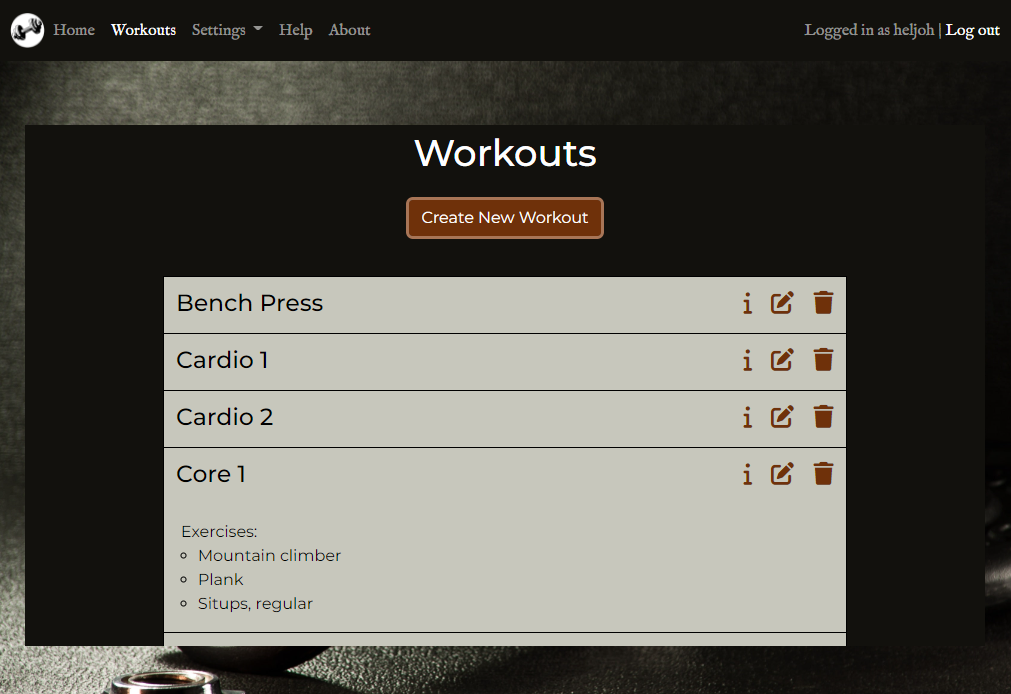 Home Workouts Settings Help About Logged in as heljoh | Log out
Workouts
Create New Workout
Bench Press
Cardio 1
Cardio 2
Core 1
Exercises:
Mountain climber
Plank
Situps, regular